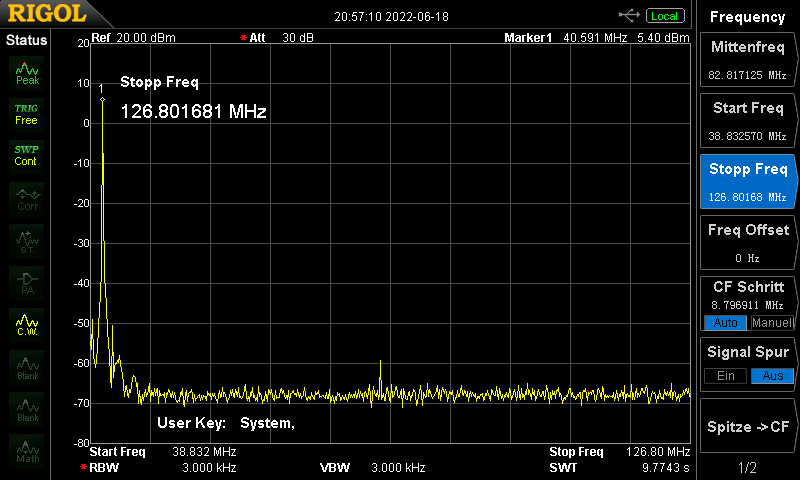 RIGOL
20:57:10 2022-06-18
Local
Frequency
Status
Ref 20.00 dBm
* Att 30 dB
Marker1 40.591 MHz 5.40 dBm
Peak
TRIG
Free
SWP
Cont
Corr
S.T.
PA
C.W.
Blank
Blank
Math
20
10
0
-10
-20
-30
-40
-50
-60
-70
-80
1
Stopp Freq
126.801681 MHz
User Key: System,
Start Freq 38.832 MHz
Stop Freq 126.80 MHz
* RBW 3.000 kHz
VBW 3.000 kHz
SWT 9.7743 s
Mittenfreq
82.817125 MHz
Start Freq
38.832570 MHz
Stopp Freq
126.80168 MHz
Freq Offset
0 Hz
CF Schritt
8.796911 MHz
Auto Manuell
Signal Spur
Ein Aus
Spitze ->CF
1/2